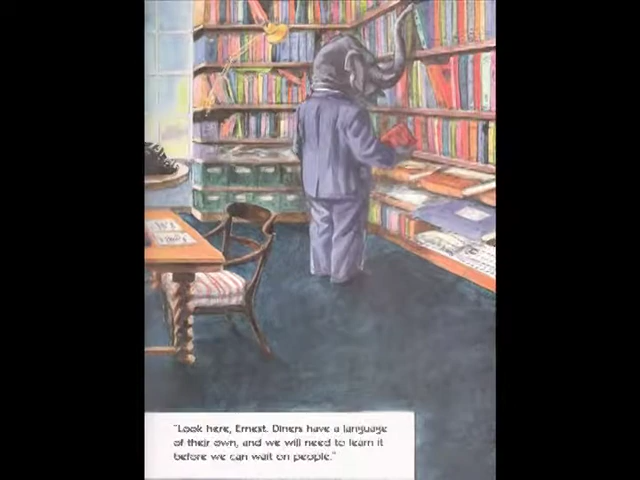 "Look here, Ernest. Diners have a language
of their own, and we will need to learn it
before we can wait on people."